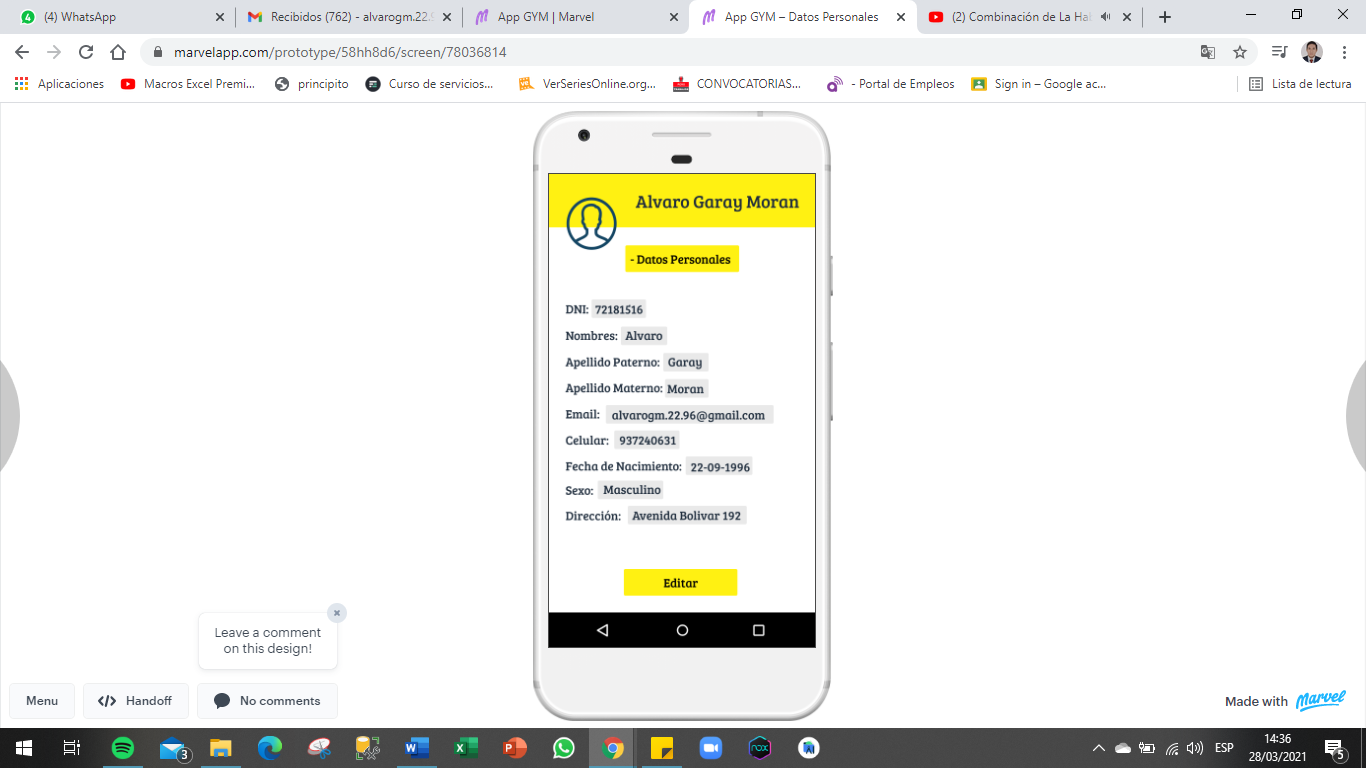 (4) WhatsApp
Recibidos (762) - alvarogm.22.9
App GYM | Marvel
App GYM – Datos Personales
(2) Combinación de La Hab
marvelapp.com/prototype/58hh8d6/screen/78036814
Aplicaciones
Macros Excel Premi...
principito
Curso de servicios...
VerSeriesOnline.org...
CONVOCATORIAS...
- Portal de Empleos
Sign in – Google ac...
Lista de lectura
Alvaro Garay Moran
- Datos Personales
DNI: 72181516
Nombres: Alvaro
Apellido Paterno: Garay
Apellido Materno: Moran
Email: alvarogm.22.96@gmail.com
Celular: 937240631
Fecha de Nacimiento: 22-09-1996
Sexo: Masculino
Dirección: Avenida Bolivar 192
Editar
Leave a comment
on this design!
Menu
Handoff
No comments
Made with Marvel
3
nox
ESP
14:36
28/03/2021
5